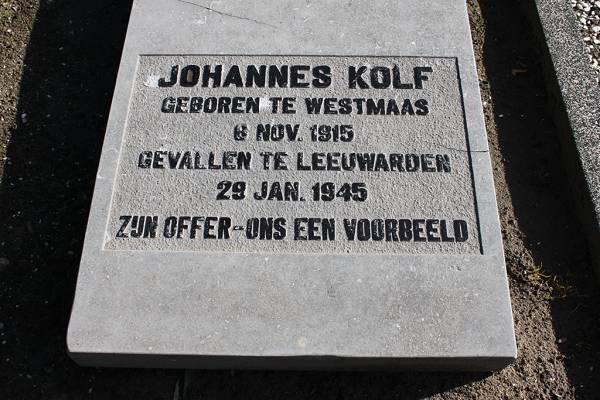 JOHANNES KOLF
GEBOREN TE WESTMAAS
6 NOV. 1915
GEVALLEN TE LEEUWARDEN
29 JAN. 1945
ZIJN OFFER-ONS EEN VOORBEELD